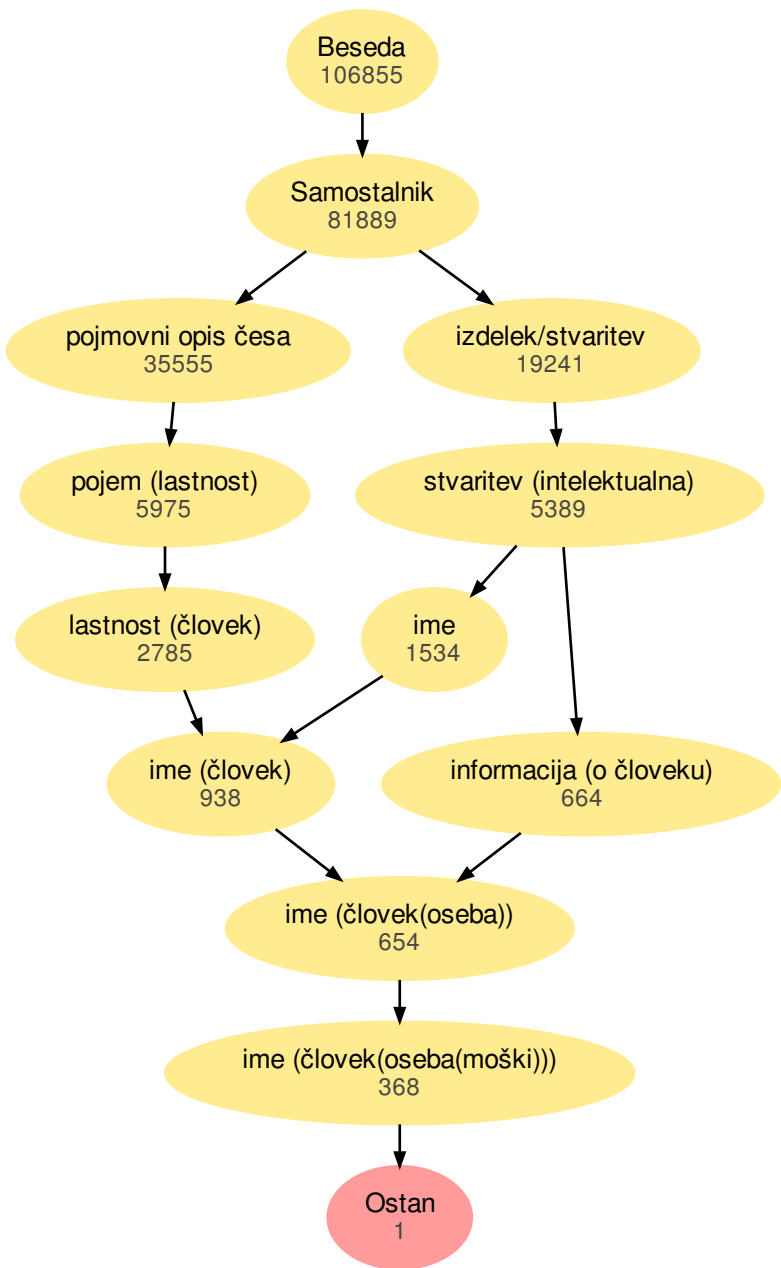 Beseda
106855
Samostalnik
81889
pojmovni opis česa
35555
izdelek/stvaritev
19241
pojem (lastnost)
5975
stvaritev (intelektualna)
5389
lastnost (človek)
2785
ime
1534
ime (človek)
938
informacija (o človeku)
664
ime (človek(oseba))
654
ime (človek(oseba(moški)))
368
Ostan
1